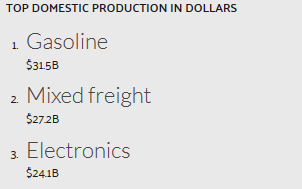 TOP DOMESTIC PRODUCTION IN DOLLARS
1. Gasoline
$31.5B
2. Mixed freight
$27.2B
3. Electronics
$24.1B